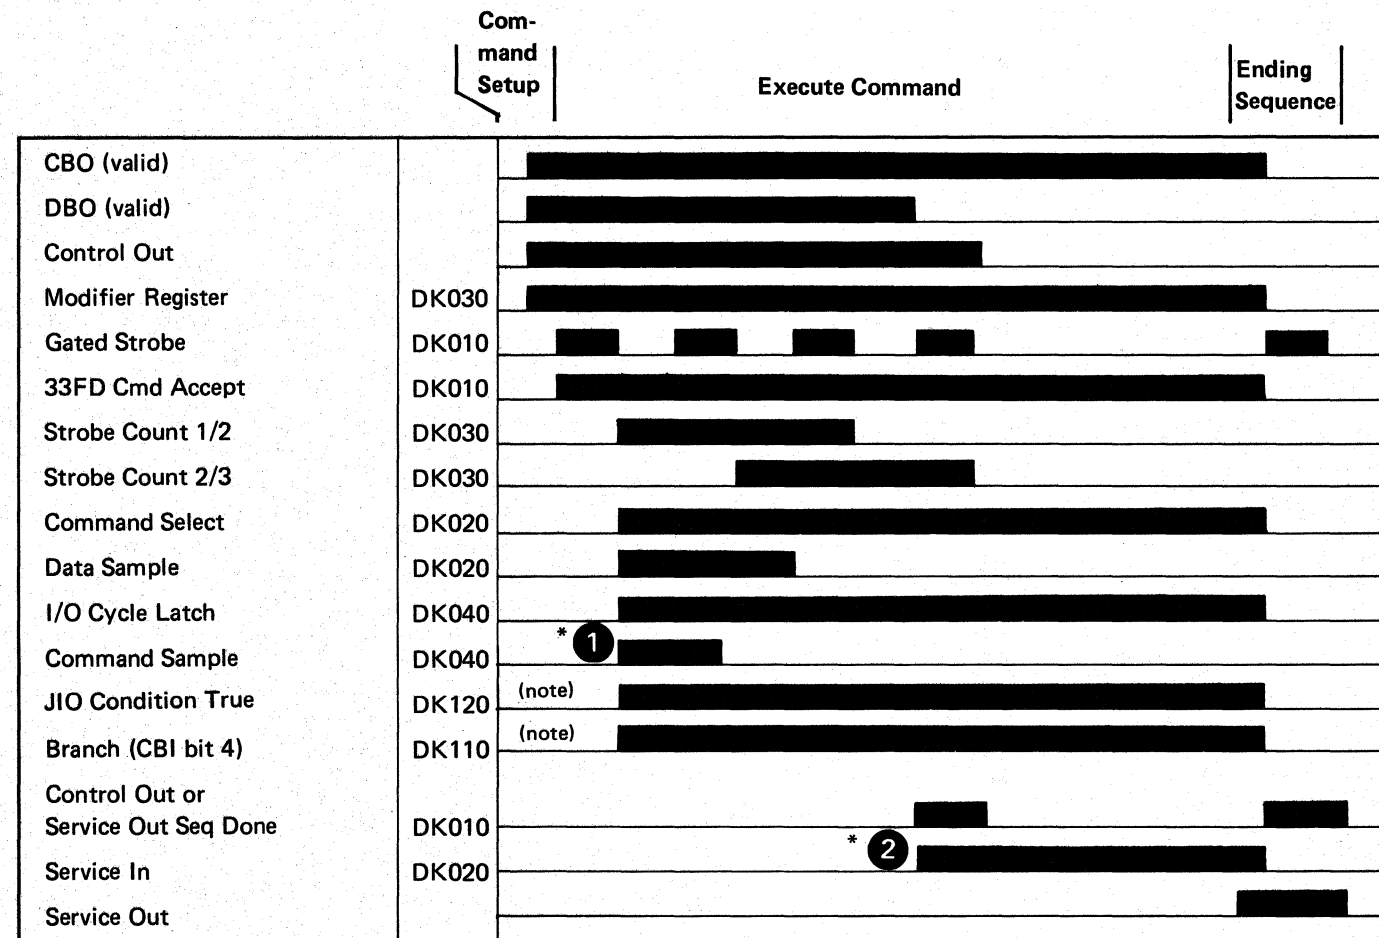 Com-
mand
Setup
Execute Command
Ending
Sequence
CBO (valid)
DBO (valid)
Control Out
Modifier Register DK030
Gated Strobe DK010
33FD Cmd Accept DK010
Strobe Count 1/2 DK030
Strobe Count 2/3 DK030
Command Select DK020
Data Sample DK020
I/O Cycle Latch DK040
* 1
Command Sample DK040
JIO Condition True DK120 (note)
Branch (CBI bit 4) DK110 (note)
Control Out or
Service Out Seq Done DK010
* 2
Service In DK020
Service Out